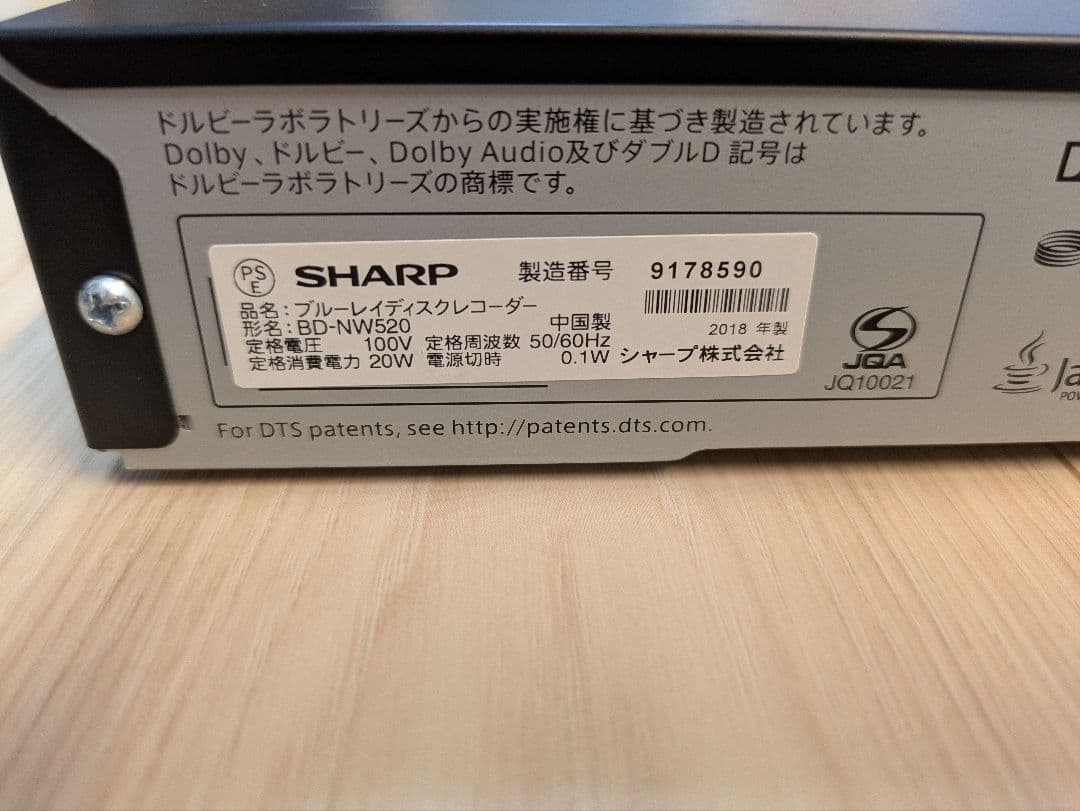 ドルビーラボラトリーズからの実施権に基づき製造されています。
Dolby、ドルビー、Dolby Audio及びダブルD 記号は
ドルビーラボラトリーズの商標です。
PS E SHARP 製造番号 9178590
品名:ブルーレイディスクレコーダー
形名:BD-NW520 中国製 2018 年製
定格電圧 100V 定格周波数 50/60Hz
定格消費電力 20W 電源切時 0.1W シャープ株式会社
JQA
JQ10021
For DTS patents, see http://patents.dts.com.